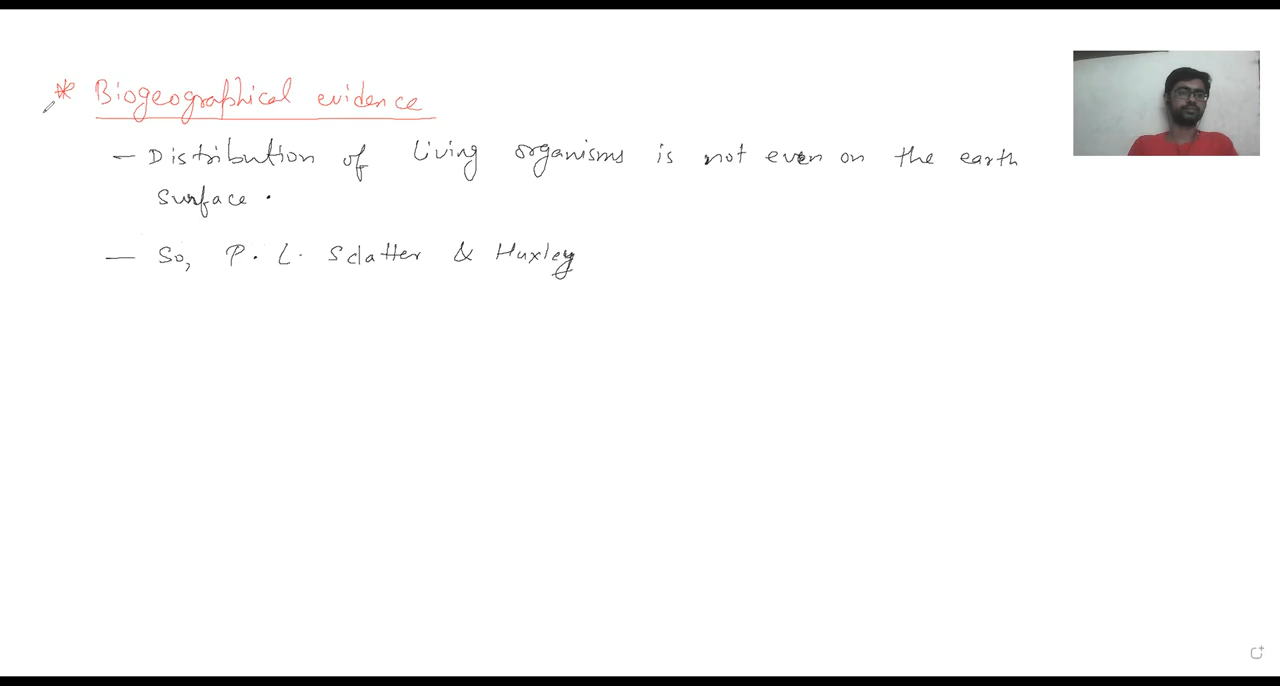 * Biogeographical evidence
- Distribution of living organisms is not even on the earth
surface.
- So, P. L. Sclatter & Huxley